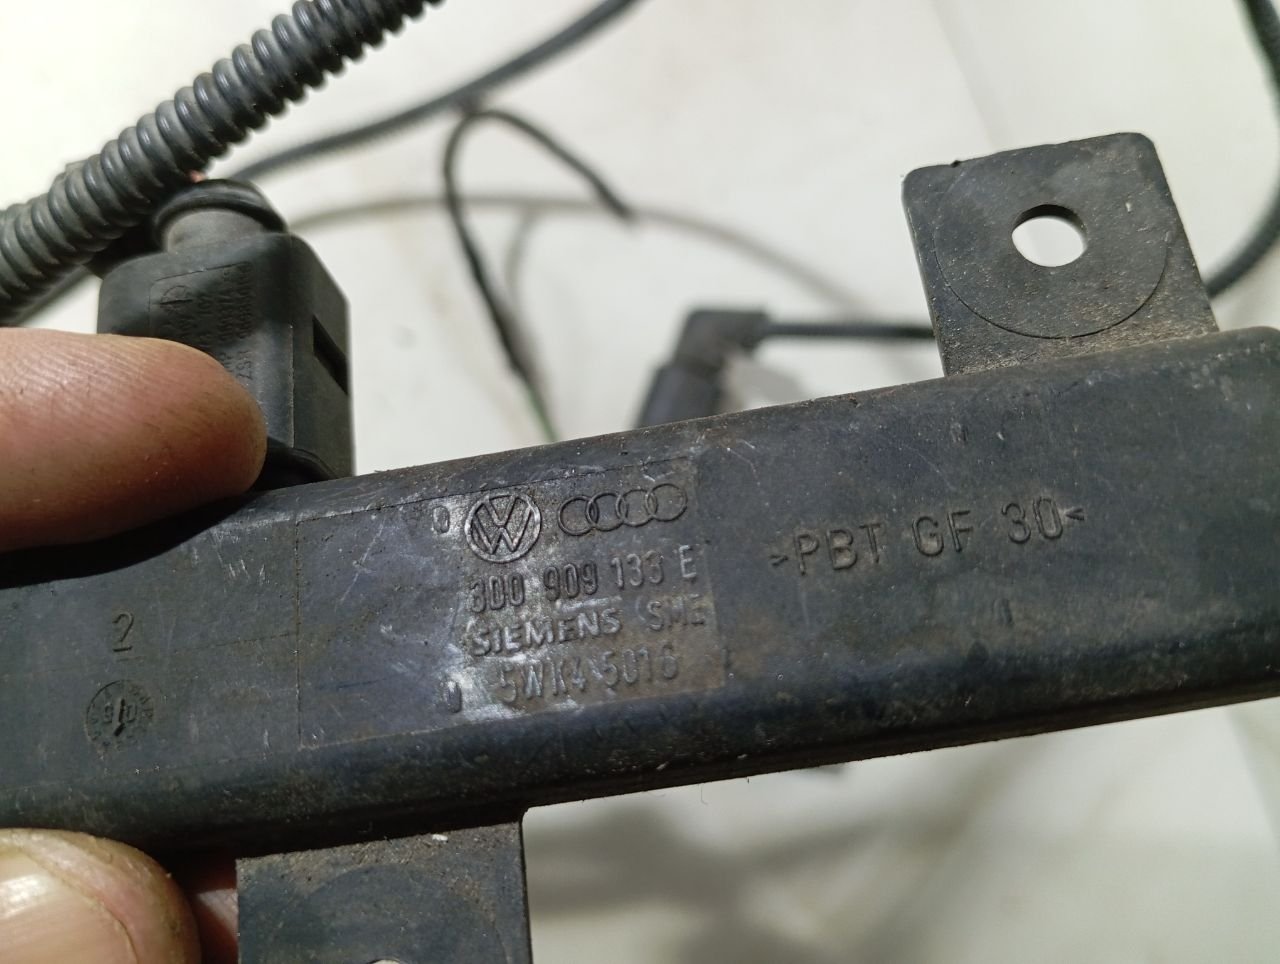 3D0 909 133 E
SIEMENS SME
5WK4 5016
>PBT GF 30<
2